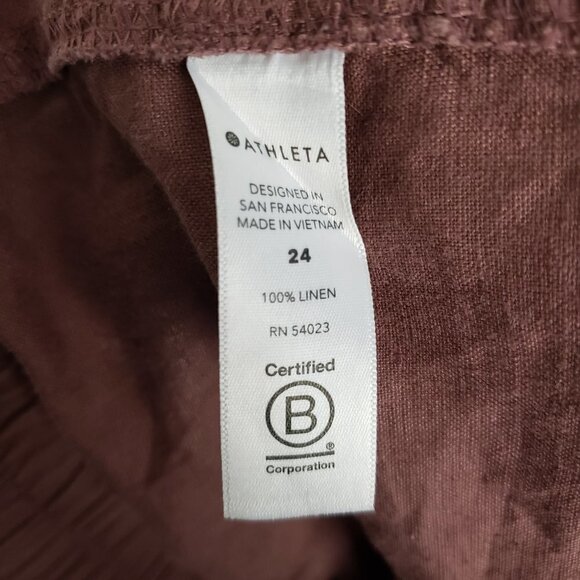 ATHLETA
DESIGNED IN
SAN FRANCISCO
MADE IN VIETNAM
24
100% LINEN
RN 54023
Certified
B
®
Corporation